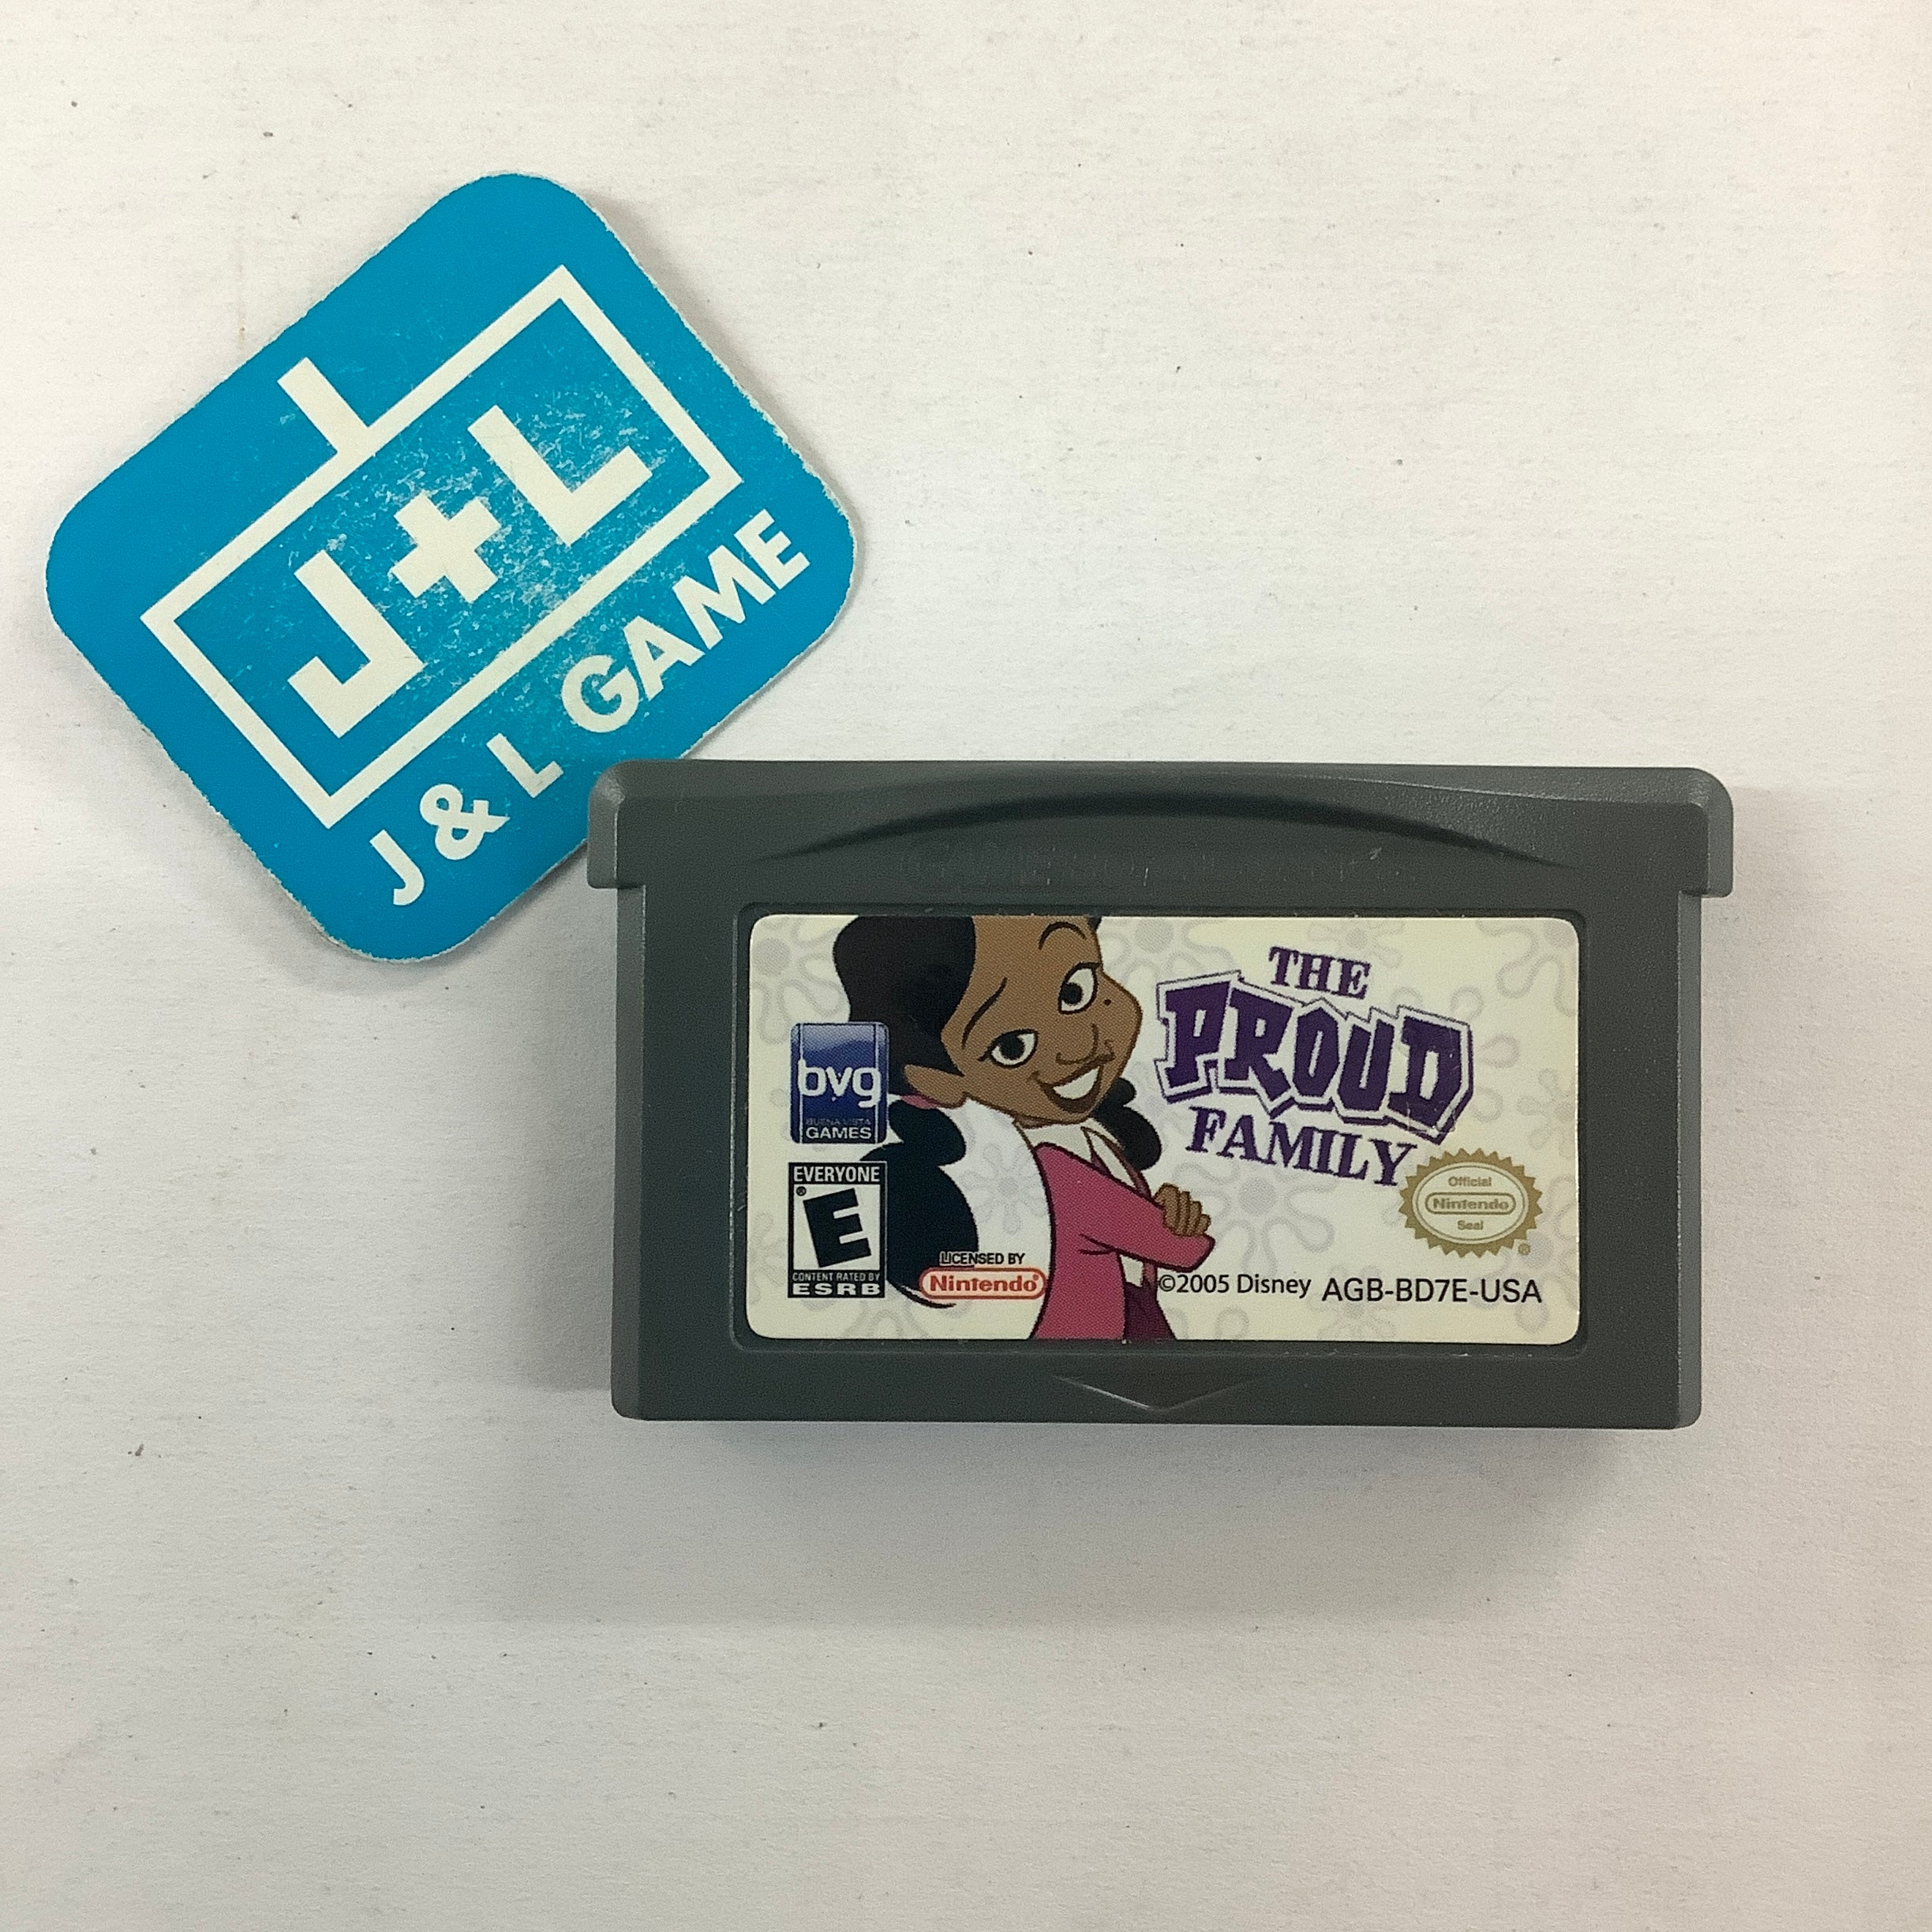 J+L
J & L GAME
THE
PROUD
FAMILY
bvg
BUENA VISTA
GAMES
EVERYONE
E
CONTENT RATED BY
ESRB
LICENSED BY
Nintendo®
Official
Nintendo
Seal
©2005 Disney AGB-BD7E-USA